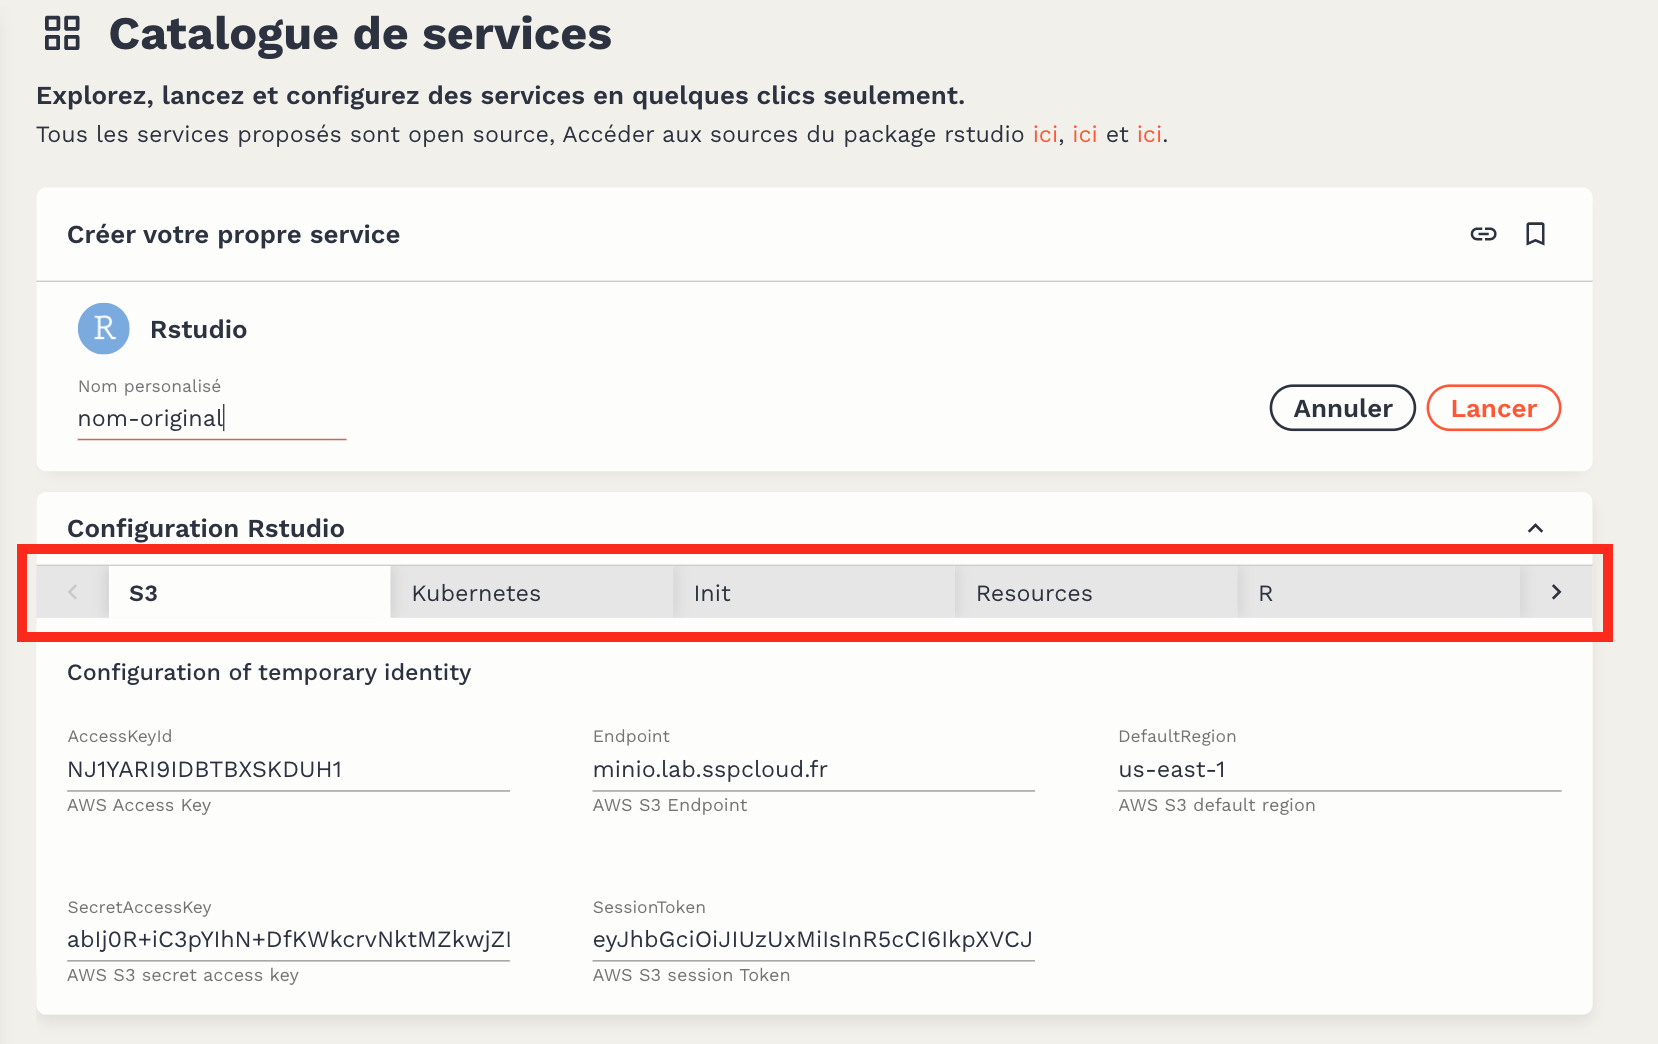 Catalogue de services
Explorez, lancez et configurez des services en quelques clics seulement.
Tous les services proposés sont open source, Accéder aux sources du package rstudio ici, ici et ici.
Créer votre propre service
R Rstudio
Nom personalisé
nom-original
Annuler Lancer
Configuration Rstudio
S3 Kubernetes Init Resources R
Configuration of temporary identity
AccessKeyId Endpoint DefaultRegion
NJ1YARI9IDBTBXSKDUH1 minio.lab.sspcloud.fr us-east-1
AWS Access Key AWS S3 Endpoint AWS S3 default region
SecretAccessKey SessionToken
abIj0R+iC3pYIhN+DfKWkcrvNktMZkwjZI eyJhbGciOiJIUzUxMiIsInR5cCI6IkpXVCJ
AWS S3 secret access key AWS S3 session Token